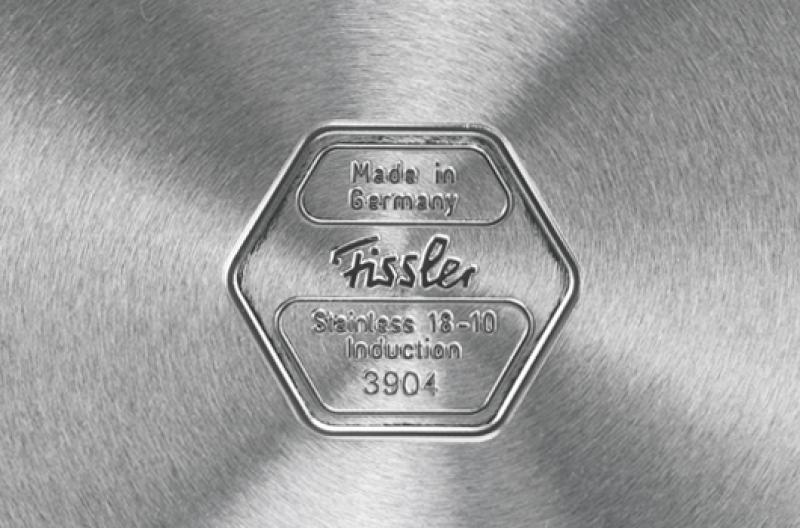 Made in
Germany
Fissler
Stainless 18-10
Induction
3904